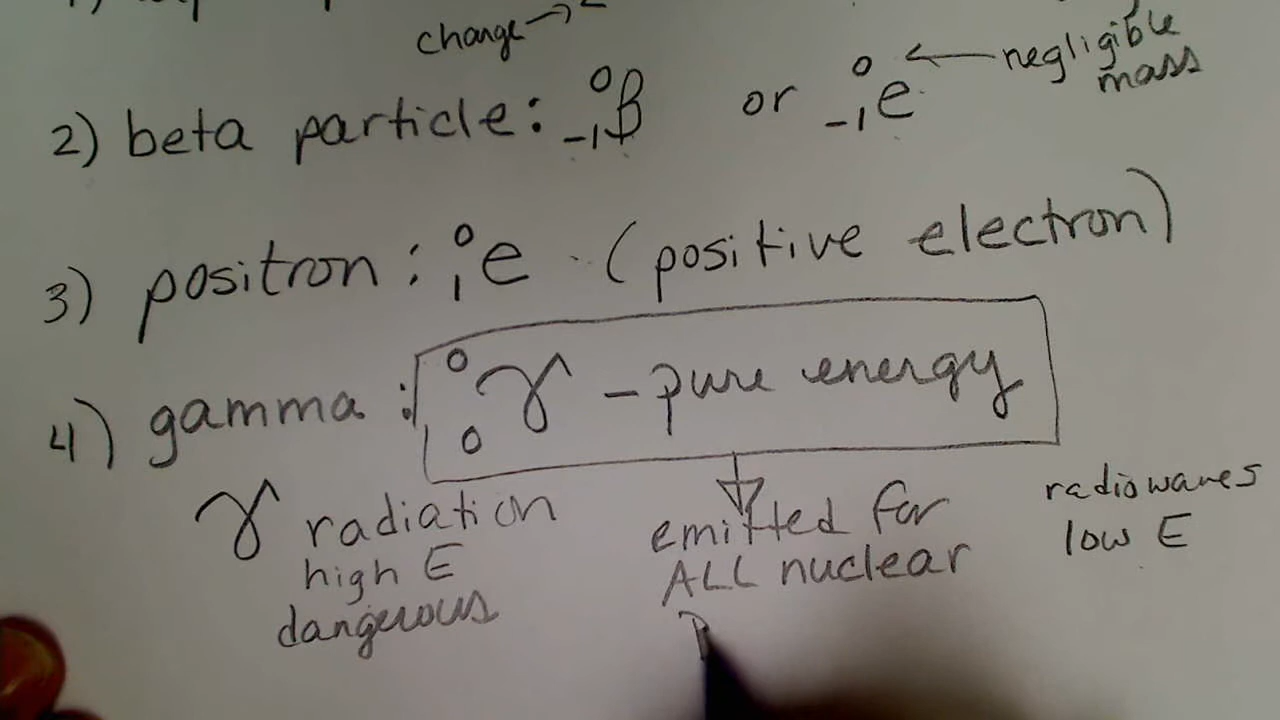 change →
2) beta particle: ⁰₋₁β or ⁰₋₁e ← negligible mass
3) positron: ⁰₁e (positive electron)
4) gamma: ⁰₀γ – pure energy
γ radiation
high E
dangerous
emitted for
ALL nuclear
radiowaves
low E